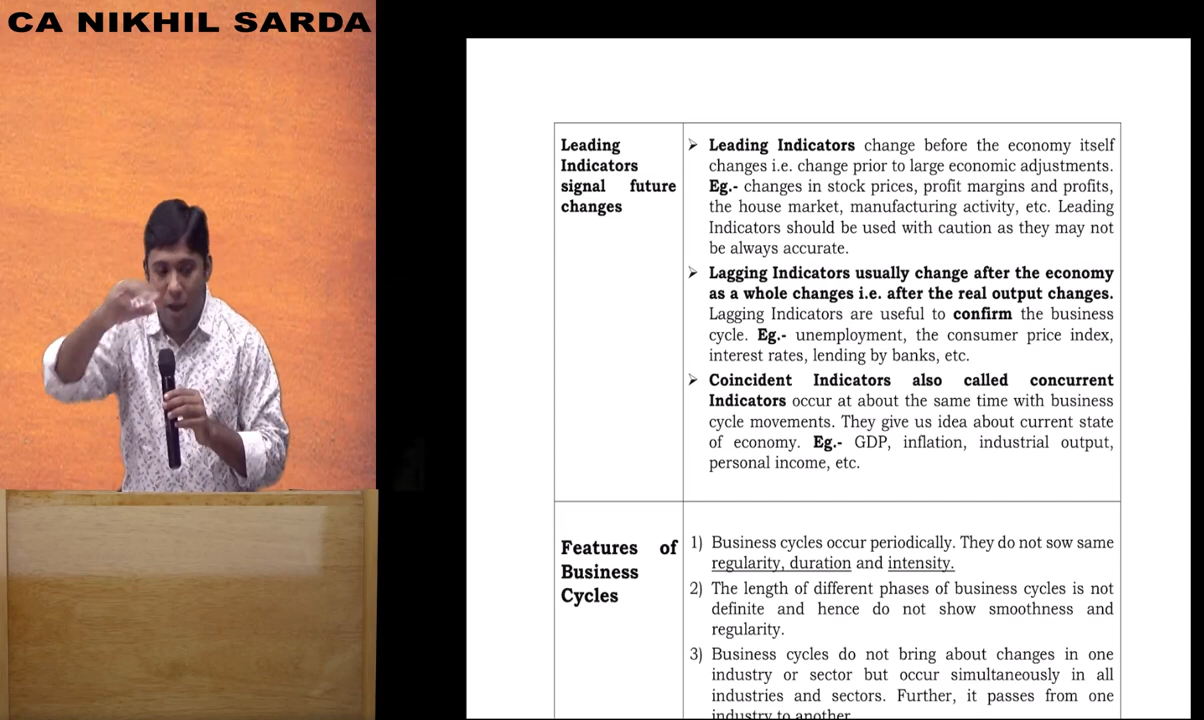 CA NIKHIL SARDA
Leading
Indicators
signal future
changes
➢ Leading Indicators change before the economy itself
changes i.e. change prior to large economic adjustments.
Eg.- changes in stock prices, profit margins and profits,
the house market, manufacturing activity, etc. Leading
Indicators should be used with caution as they may not
be always accurate.
➢ Lagging Indicators usually change after the economy
as a whole changes i.e. after the real output changes.
Lagging Indicators are useful to confirm the business
cycle. Eg.- unemployment, the consumer price index,
interest rates, lending by banks, etc.
➢ Coincident Indicators also called concurrent
Indicators occur at about the same time with business
cycle movements. They give us idea about current state
of economy. Eg.- GDP, inflation, industrial output,
personal income, etc.
Features of
Business
Cycles
1) Business cycles occur periodically. They do not sow same
regularity, duration and intensity.
2) The length of different phases of business cycles is not
definite and hence do not show smoothness and
regularity.
3) Business cycles do not bring about changes in one
industry or sector but occur simultaneously in all
industries and sectors. Further, it passes from one
industry to another.